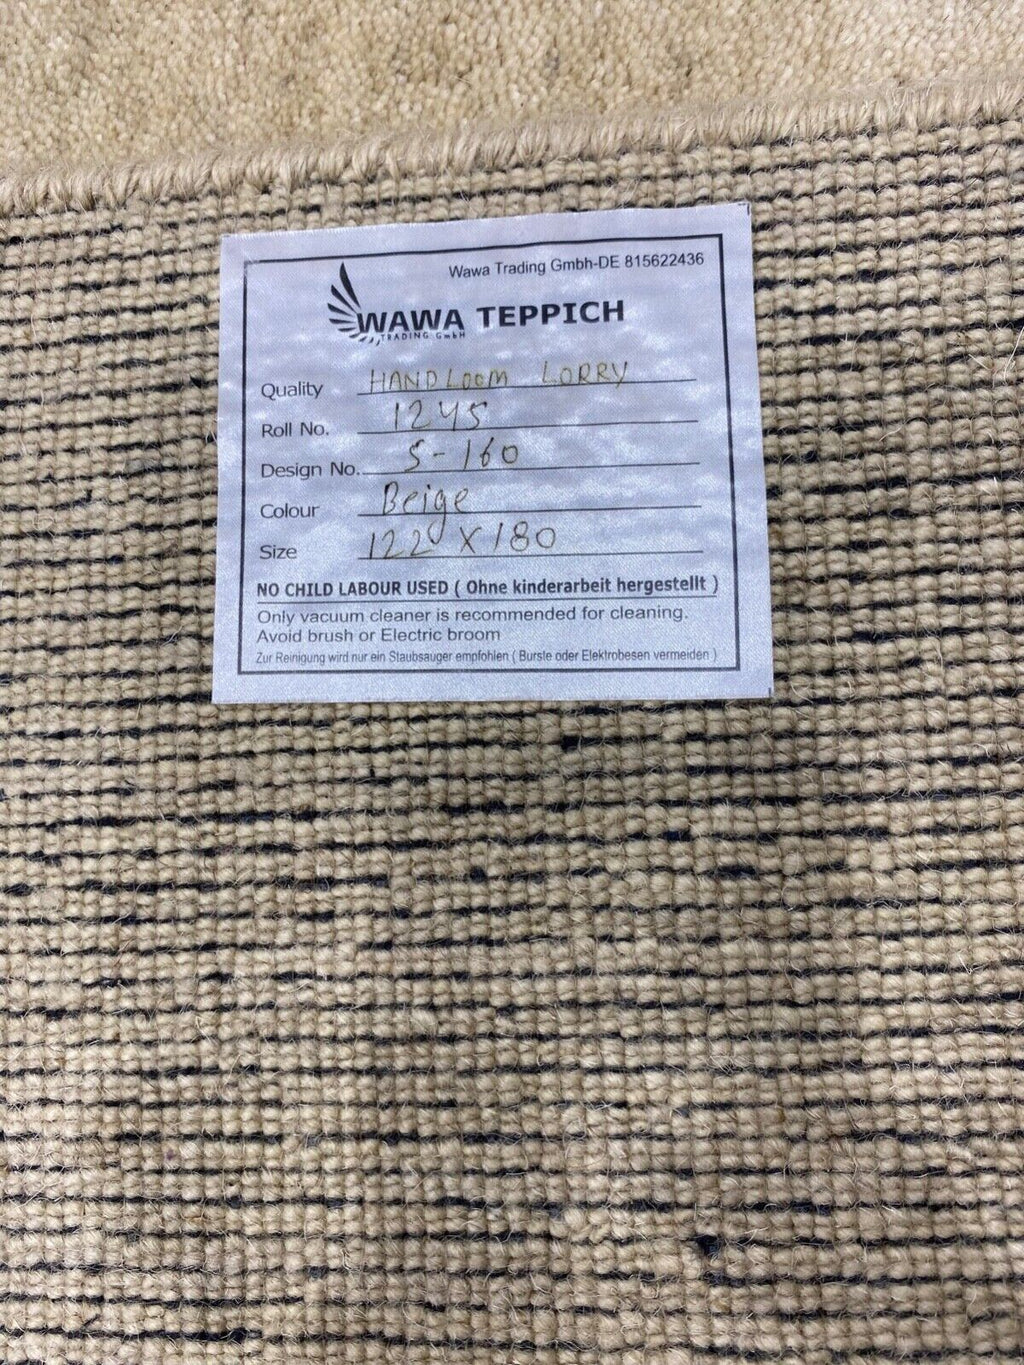 Wawa Trading Gmbh-DE 815622436
WAWA TEPPICH
TRADING GmbH
Quality HANDLOOM LORRY
Roll No. 1245
Design No. S-160
Colour Beige
Size 122 X 180
NO CHILD LABOUR USED ( Ohne kinderarbeit hergestellt )
Only vacuum cleaner is recommended for cleaning.
Avoid brush or Electric broom
Zur Reinigung wird nur ein Staubsauger empfohlen ( Burste oder Elektrobesen vermeiden )